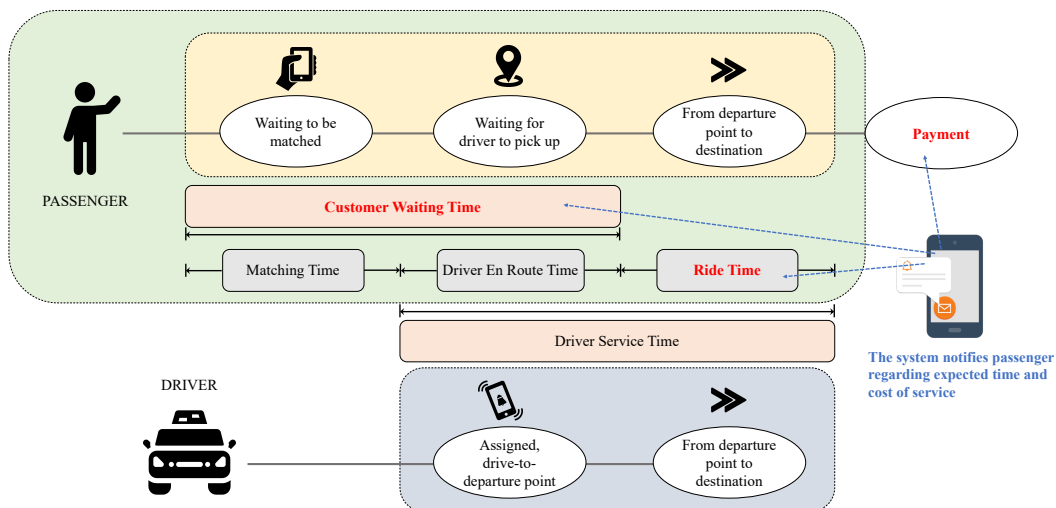 Waiting to be
matched
Waiting for
driver to pick up
From departure
point to
destination
Payment
PASSENGER
Customer Waiting Time
Matching Time
Driver En Route Time
Ride Time
Driver Service Time
The system notifies passenger
regarding expected time and
cost of service
DRIVER
Assigned,
drive-to-
departure point
From departure
point to
destination